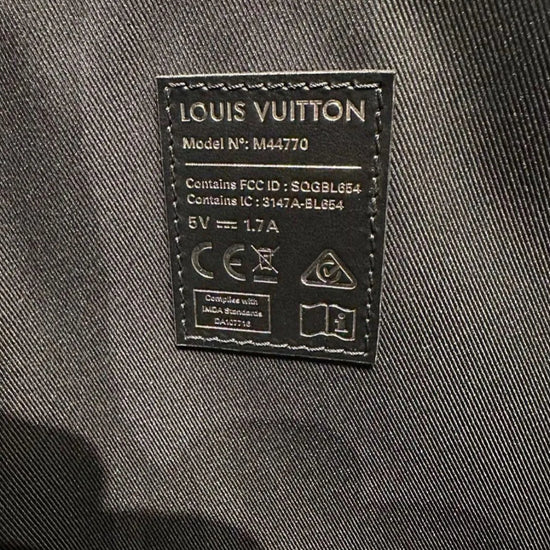 LOUIS VUITTON
Model N°: M44770
Contains FCC ID : SQGBL654
Contains IC : 3147A-BL654
5V ⎓ 1.7A
CE
Complies with
IMDA Standards
DA107716
i